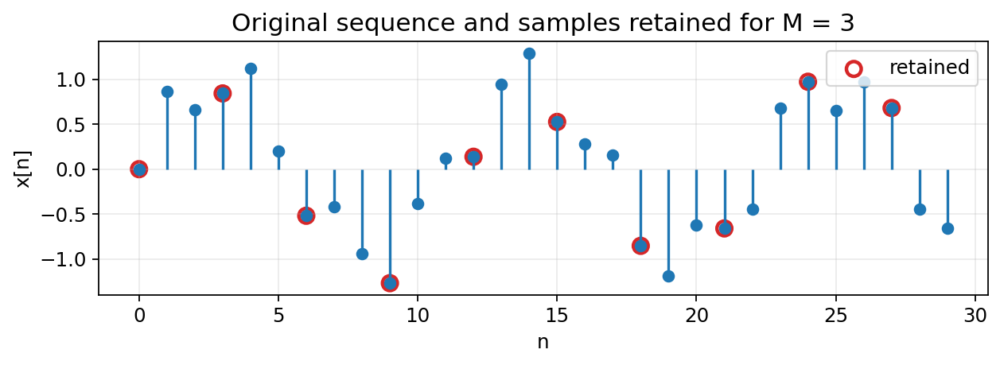 Original sequence and samples retained for M = 3
retained
1.0
0.5
0.0
−0.5
−1.0
x[n]
0 5 10 15 20 25 30
n